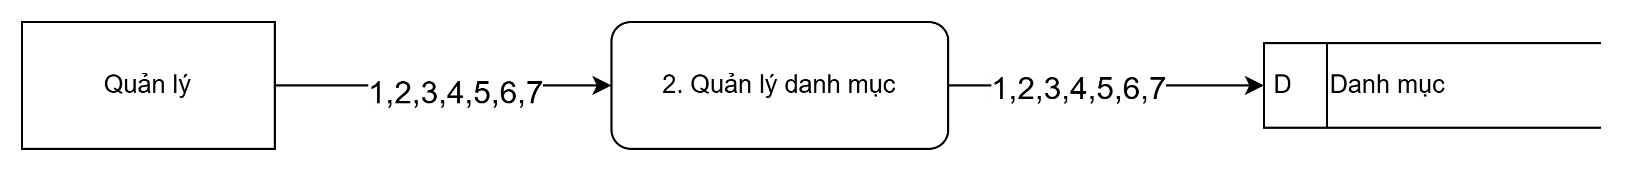 Quản lý
1,2,3,4,5,6,7
2. Quản lý danh mục
1,2,3,4,5,6,7
D
Danh mục